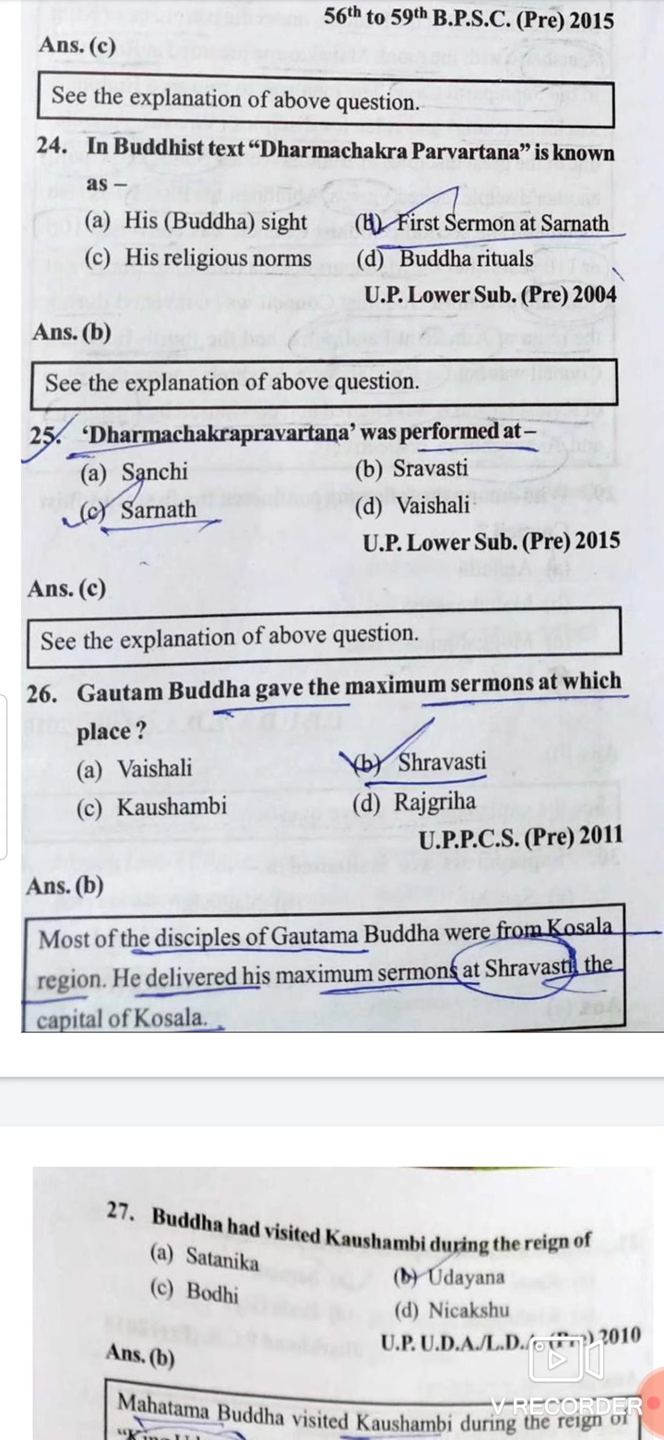 56th to 59th B.P.S.C. (Pre) 2015
Ans. (c)
See the explanation of above question.
24. In Buddhist text “Dharmachakra Parvartana” is known
as –
(a) His (Buddha) sight (b) First Sermon at Sarnath
(c) His religious norms (d) Buddha rituals
U.P. Lower Sub. (Pre) 2004
Ans. (b)
See the explanation of above question.
25. ‘Dharmachakrapravartana’ was performed at –
(a) Sanchi (b) Sravasti
(c) Sarnath (d) Vaishali
U.P. Lower Sub. (Pre) 2015
Ans. (c)
See the explanation of above question.
26. Gautam Buddha gave the maximum sermons at which
place ?
(a) Vaishali (b) Shravasti
(c) Kaushambi (d) Rajgriha
U.P.P.C.S. (Pre) 2011
Ans. (b)
Most of the disciples of Gautama Buddha were from Kosala
region. He delivered his maximum sermons at Shravasti the
capital of Kosala.
27. Buddha had visited Kaushambi during the reign of
(a) Satanika (b) Udayana
(c) Bodhi (d) Nicakshu
U.P. U.D.A./L.D. (Pre) 2010
Ans. (b)
V RECORDER
Mahatama Buddha visited Kaushambi during the reign of